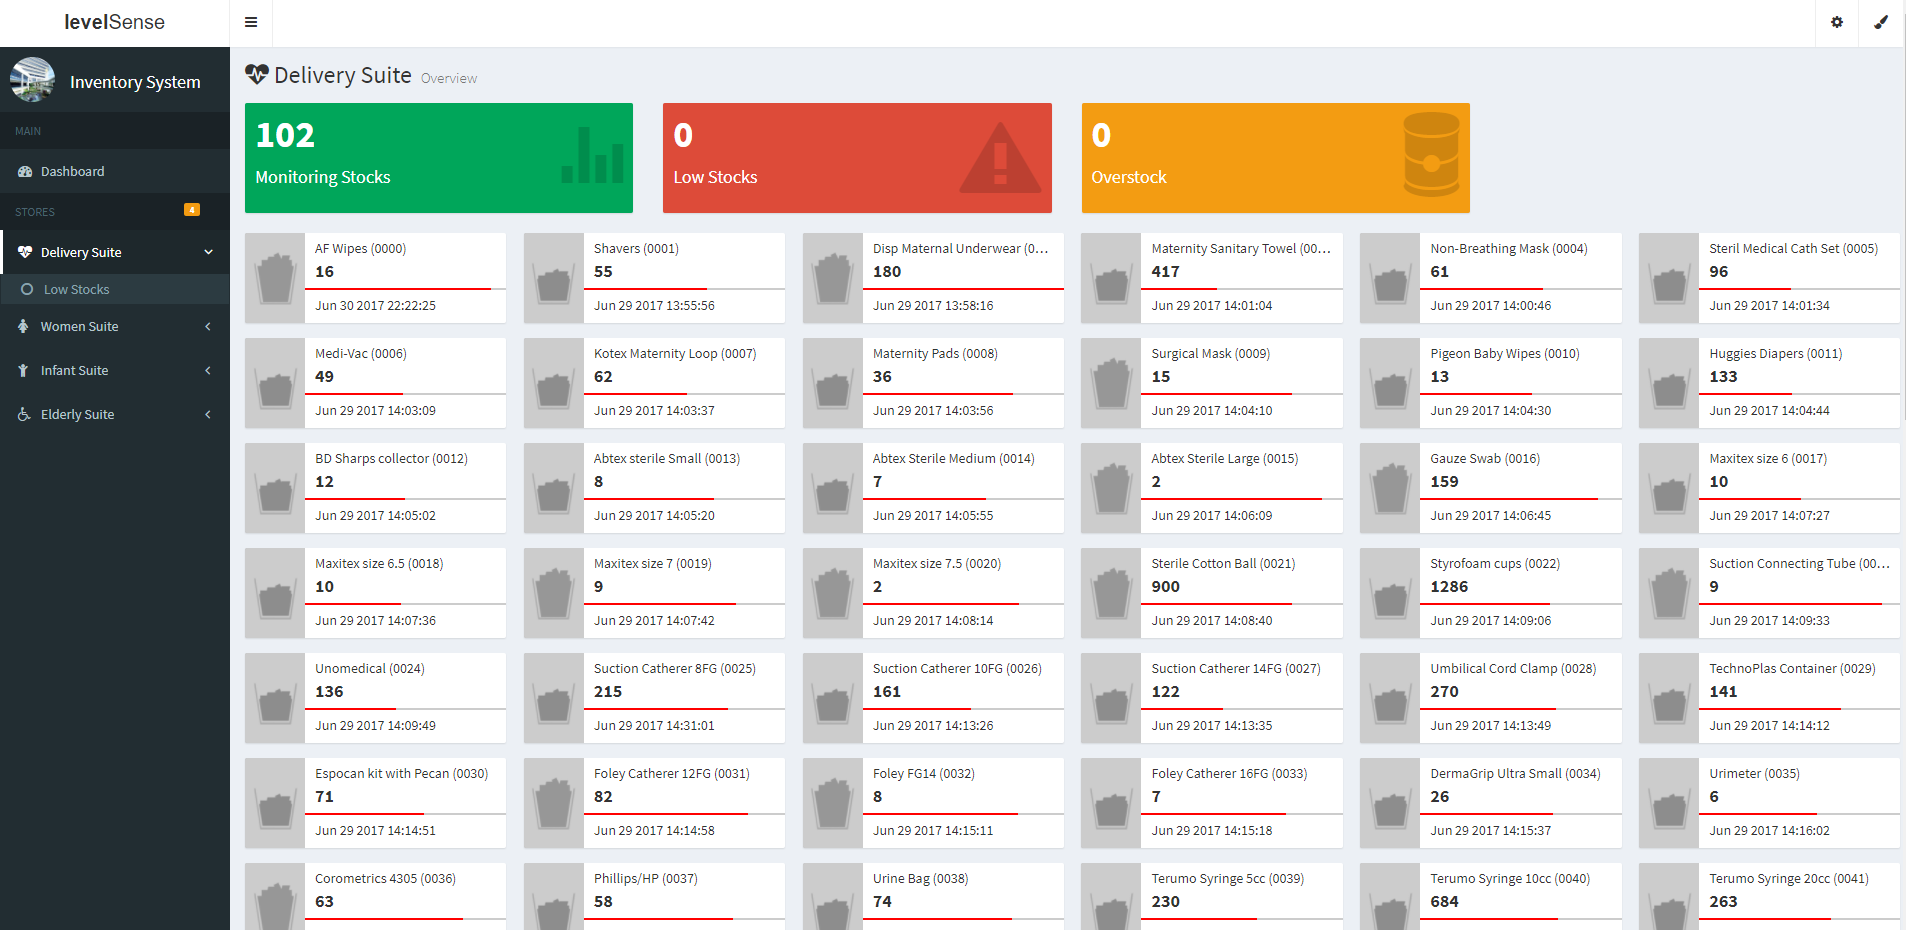 levelSense
Inventory System
MAIN
Dashboard
STORES 4
Delivery Suite
Low Stocks
Women Suite
Infant Suite
Elderly Suite
Delivery Suite Overview
102
Monitoring Stocks
0
Low Stocks
0
Overstock
AF Wipes (0000)
16
Jun 30 2017 22:22:25
Shavers (0001)
55
Jun 29 2017 13:55:56
Disp Maternal Underwear (0...
180
Jun 29 2017 13:58:16
Maternity Sanitary Towel (00...
417
Jun 29 2017 14:01:04
Non-Breathing Mask (0004)
61
Jun 29 2017 14:00:46
Steril Medical Cath Set (0005)
96
Jun 29 2017 14:01:34
Medi-Vac (0006)
49
Jun 29 2017 14:03:09
Kotex Maternity Loop (0007)
62
Jun 29 2017 14:03:37
Maternity Pads (0008)
36
Jun 29 2017 14:03:56
Surgical Mask (0009)
15
Jun 29 2017 14:04:10
Pigeon Baby Wipes (0010)
13
Jun 29 2017 14:04:30
Huggies Diapers (0011)
133
Jun 29 2017 14:04:44
BD Sharps collector (0012)
12
Jun 29 2017 14:05:02
Abtex sterile Small (0013)
8
Jun 29 2017 14:05:20
Abtex Sterile Medium (0014)
7
Jun 29 2017 14:05:55
Abtex Sterile Large (0015)
2
Jun 29 2017 14:06:09
Gauze Swab (0016)
159
Jun 29 2017 14:06:45
Maxitex size 6 (0017)
10
Jun 29 2017 14:07:27
Maxitex size 6.5 (0018)
10
Jun 29 2017 14:07:36
Maxitex size 7 (0019)
9
Jun 29 2017 14:07:42
Maxitex size 7.5 (0020)
2
Jun 29 2017 14:08:14
Sterile Cotton Ball (0021)
900
Jun 29 2017 14:08:40
Styrofoam cups (0022)
1286
Jun 29 2017 14:09:06
Suction Connecting Tube (00...
9
Jun 29 2017 14:09:33
Unomedical (0024)
136
Jun 29 2017 14:09:49
Suction Catherer 8FG (0025)
215
Jun 29 2017 14:31:01
Suction Catherer 10FG (0026)
161
Jun 29 2017 14:13:26
Suction Catherer 14FG (0027)
122
Jun 29 2017 14:13:35
Umbilical Cord Clamp (0028)
270
Jun 29 2017 14:13:49
TechnoPlas Container (0029)
141
Jun 29 2017 14:14:12
Espocan kit with Pecan (0030)
71
Jun 29 2017 14:14:51
Foley Catherer 12FG (0031)
82
Jun 29 2017 14:14:58
Foley FG14 (0032)
8
Jun 29 2017 14:15:11
Foley Catherer 16FG (0033)
7
Jun 29 2017 14:15:18
DermaGrip Ultra Small (0034)
26
Jun 29 2017 14:15:37
Urimeter (0035)
6
Jun 29 2017 14:16:02
Corometrics 4305 (0036)
63
Phillips/HP (0037)
58
Urine Bag (0038)
74
Terumo Syringe 5cc (0039)
230
Terumo Syringe 10cc (0040)
684
Terumo Syringe 20cc (0041)
263